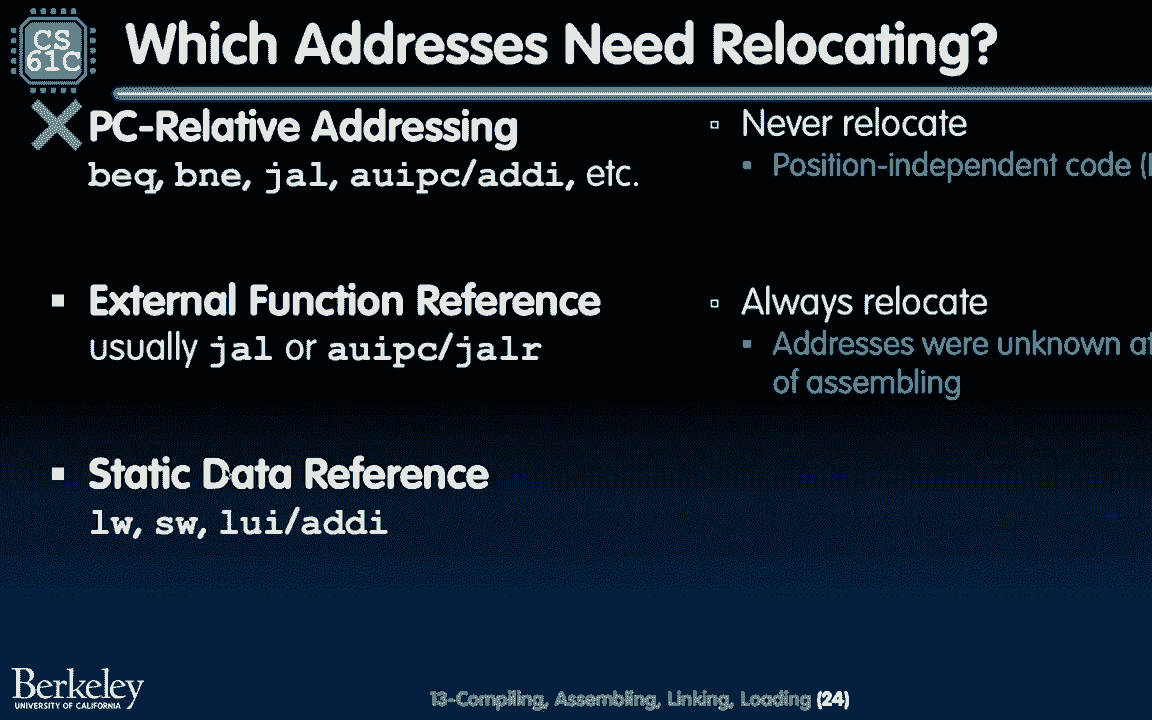 CS
61C
Which Addresses Need Relocating?
PC-Relative Addressing
beq, bne, jal, auipc/addi, etc.
Never relocate
Position-independent code (
External Function Reference
usually jal or auipc/jalr
Always relocate
Addresses were unknown at
of assembling
Static Data Reference
lw, sw, lui/addi
Berkeley
UNIVERSITY OF CALIFORNIA
13-Compiling, Assembling, Linking, Loading (24)